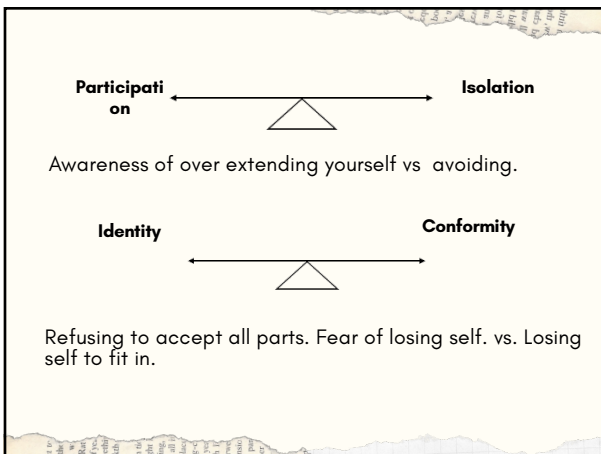 Participati
on
Isolation
Awareness of over extending yourself vs  avoiding.
Identity
Conformity
Refusing to accept all parts. Fear of losing self. vs. Losing
self to fit in.